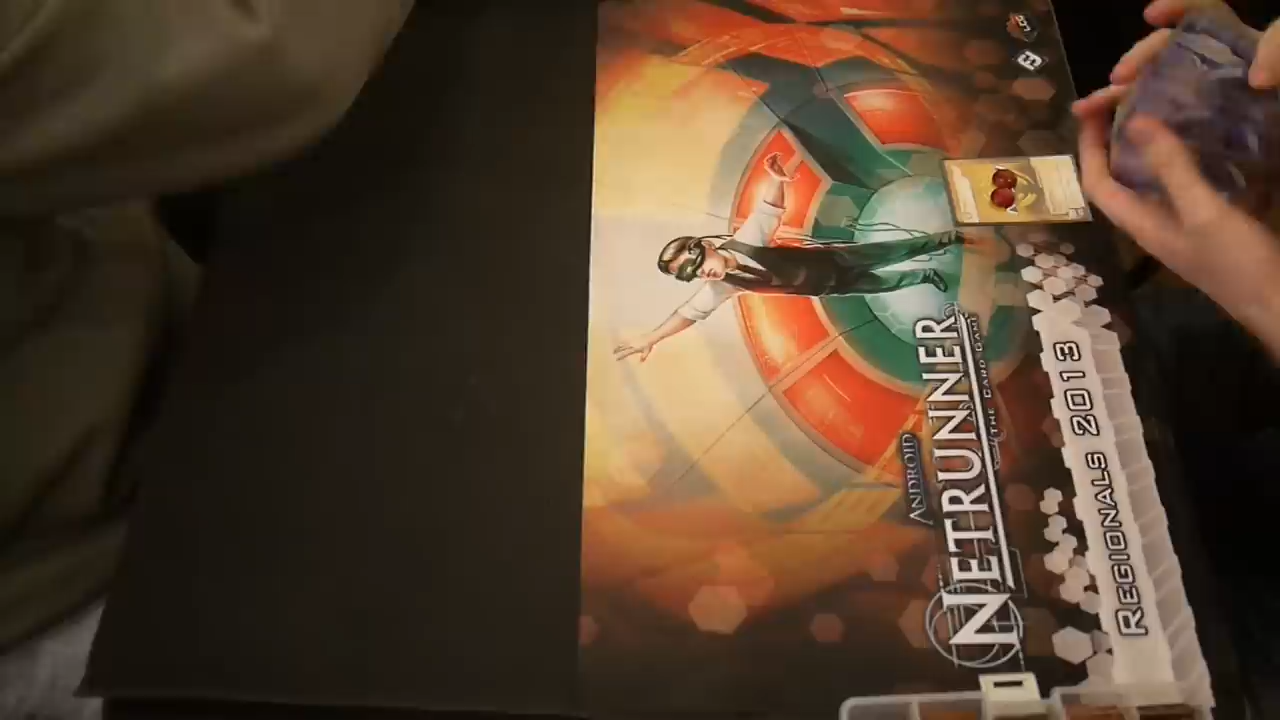 ANDROID
NETRUNNER
THE CARD GAME
REGIONALS 2013